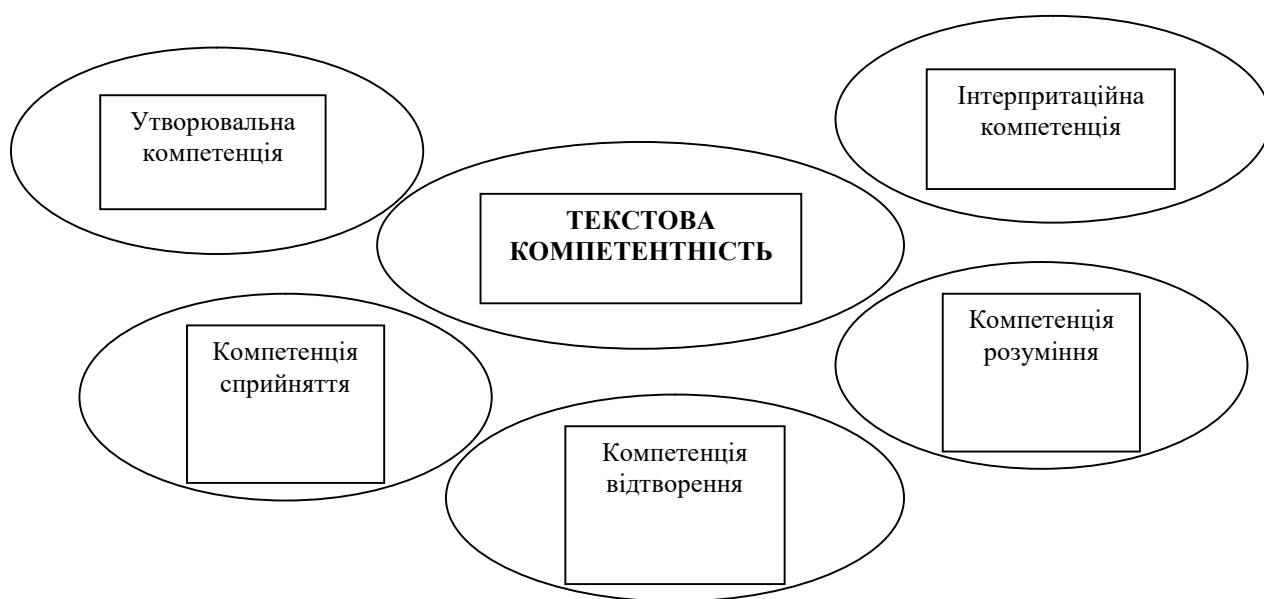 Утворювальна
компетенція
Інтерпритаційна
компетенція
ТЕКСТОВА
КОМПЕТЕНТНІСТЬ
Компетенція
сприйняття
Компетенція
розуміння
Компетенція
відтворення